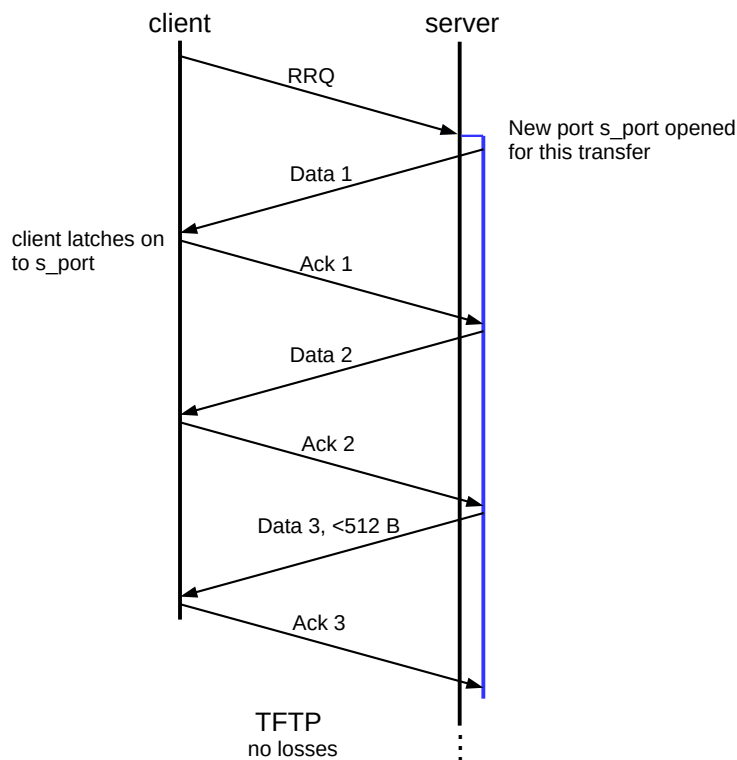 client
server
RRQ
New port s_port opened
for this transfer
Data 1
client latches on
to s_port
Ack 1
Data 2
Ack 2
Data 3, <512 B
Ack 3
TFTP
no losses